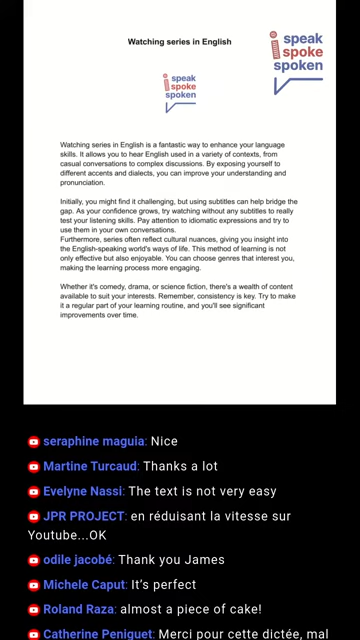 Watching series in English
i speak
spoke
spoken
i speak
spoke
spoken
Watching series in English is a fantastic way to enhance your language
skills. It allows you to hear English used in a variety of contexts, from
casual conversations to complex discussions. By exposing yourself to
different accents and dialects, you can improve your understanding and
pronunciation.
Initially, you might find it challenging, but using subtitles can help bridge the
gap. As your confidence grows, try watching without any subtitles to really
test your listening skills. Pay attention to idiomatic expressions and try to
use them in your own conversations.
Furthermore, series often reflect cultural nuances, giving you insight into
the English-speaking world's ways of life. This method of learning is not
only effective but also enjoyable. You can choose genres that interest you,
making the learning process more engaging.
Whether it's comedy, drama, or science fiction, there's a wealth of content
available to suit your interests. Remember, consistency is key. Try to make
it a regular part of your learning routine, and you'll see significant
improvements over time.
seraphine maguia: Nice
Martine Turcaud: Thanks a lot
Evelyne Nassi: The text is not very easy
JPR PROJECT: en réduisant la vitesse sur
Youtube...OK
odile jacobé: Thank you James
Michele Caput: It's perfect
Roland Raza: almost a piece of cake!
Catherine Peniguet: Merci pour cette dictée, mal